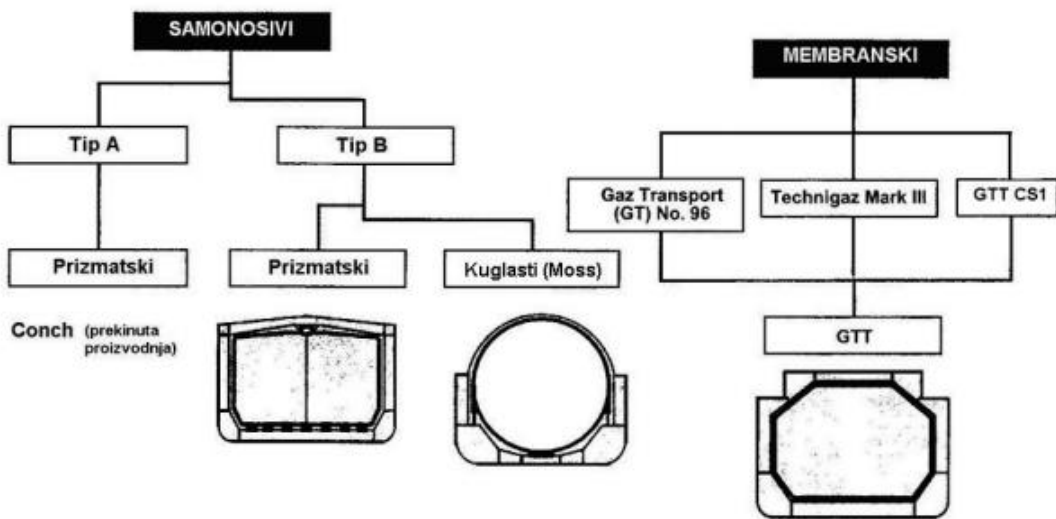 SAMONOSIVI
Tip A
Tip B
Prizmatski
Prizmatski
Kuglasti (Moss)
Conch (prekinuta
proizvodnja)
MEMBRANSKI
Gaz Transport
(GT) No. 96
Technigaz Mark III
GTT CS1
GTT